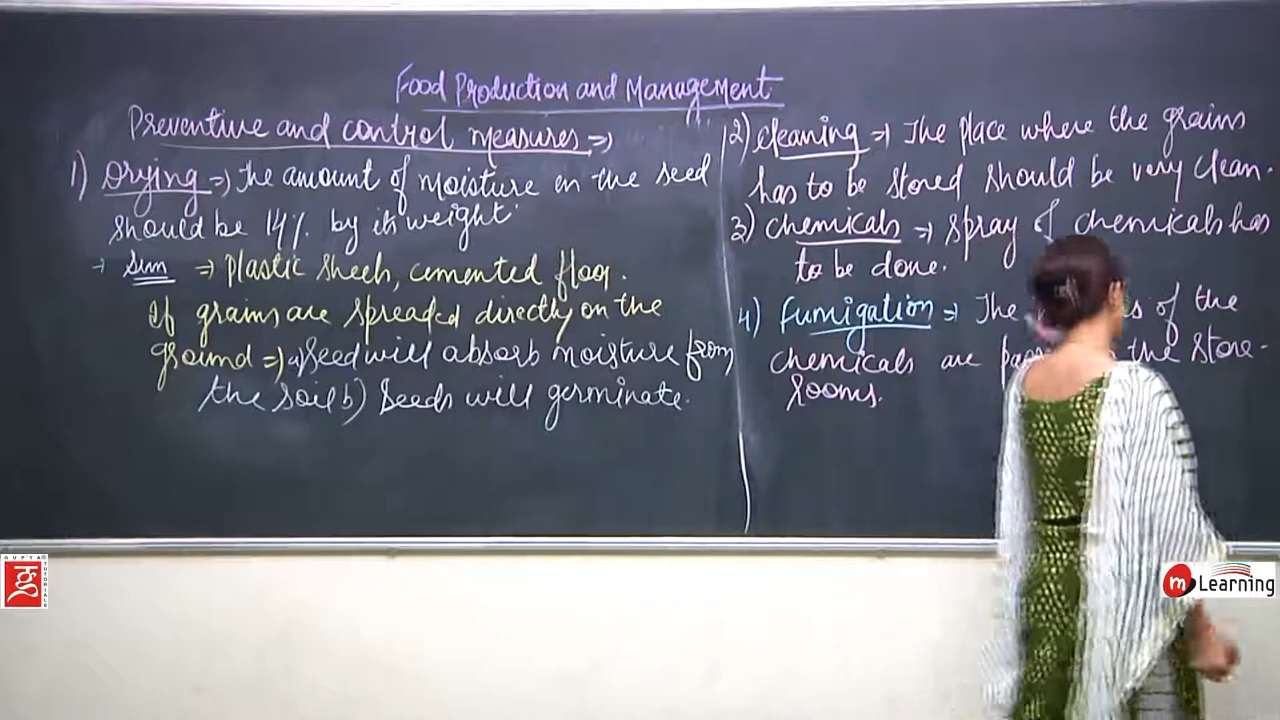 Food Production and Management
Preventive and control measures ⇒
1) Drying ⇒ The amount of moisture in the seed
should be 14% by its weight.
→ Sun ⇒ plastic sheets, cemented floor.
If grains are spreaded directly on the
ground ⇒ a) Seed will absorb moisture from
the soil b) Seeds will germinate.
2) Cleaning ⇒ The place where the grains
has to be stored should be very clean.
3) Chemicals ⇒ Spray of chemicals has
to be done.
4) Fumigation ⇒ The of the
chemicals are the store-
rooms.
GUPTA TUTORIALS
m Learning